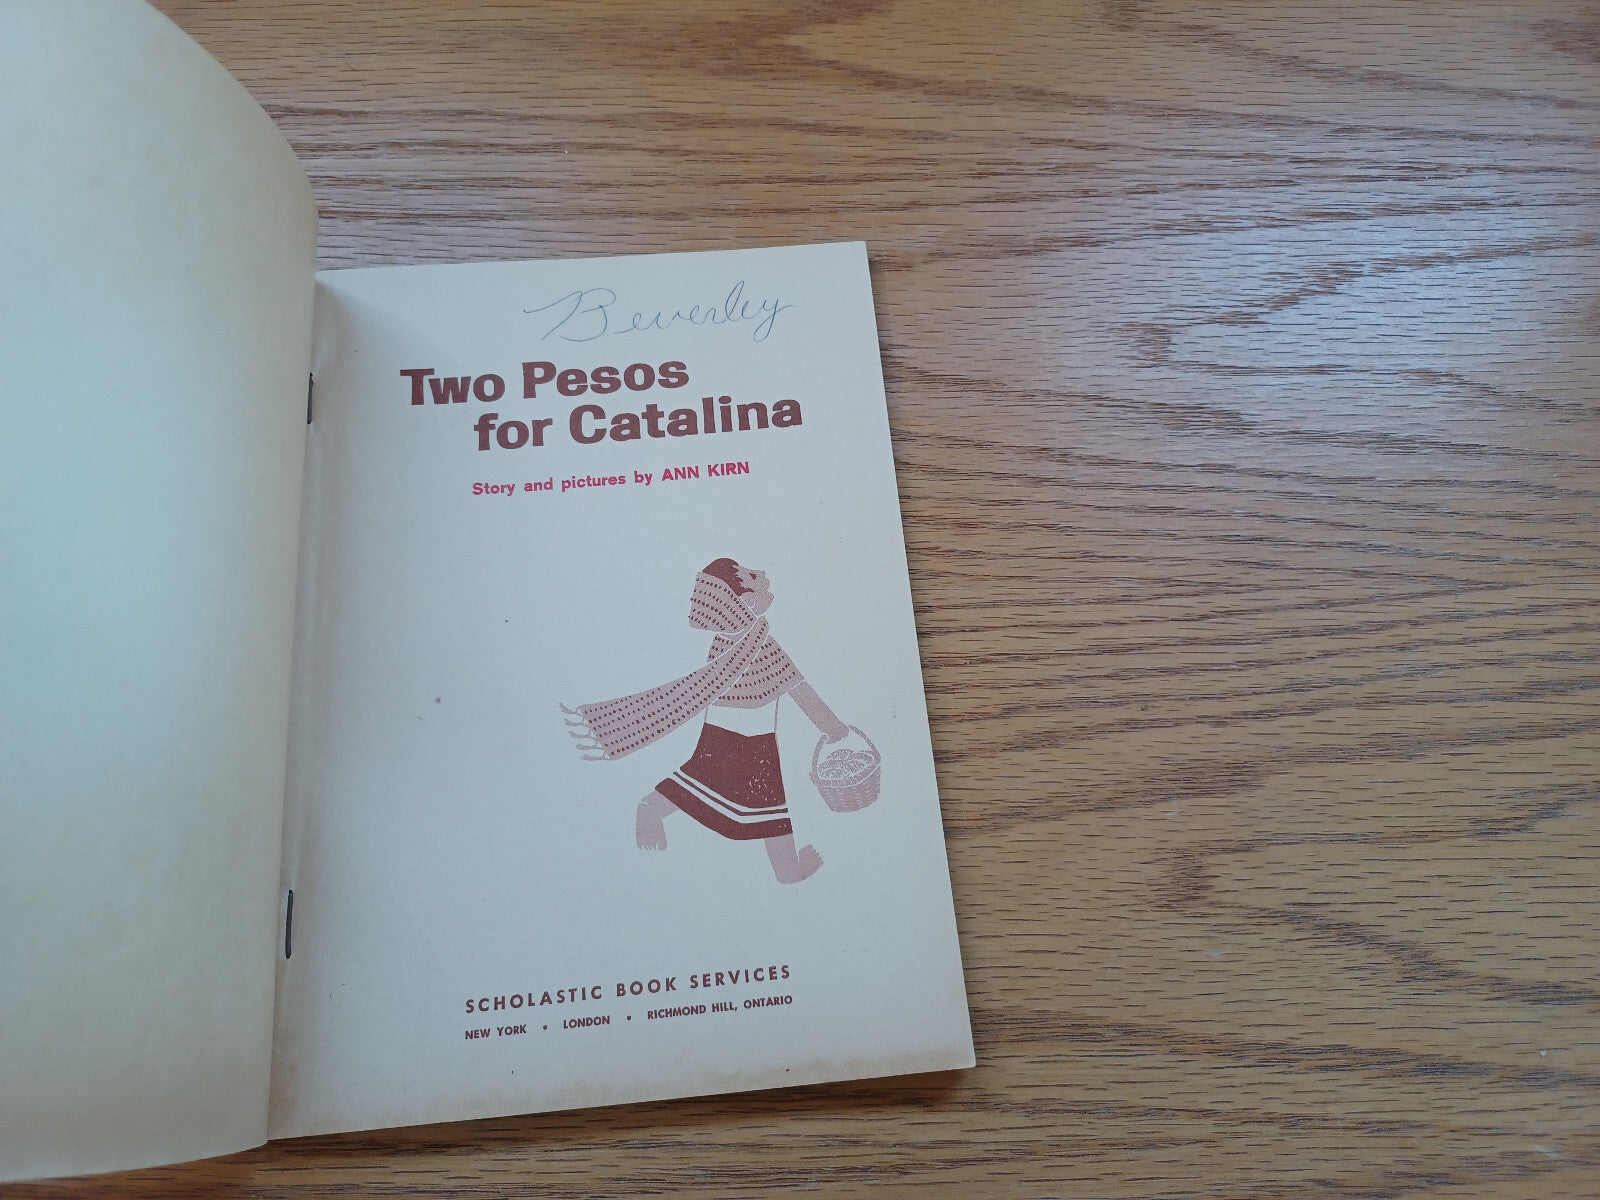 Beverley
Two Pesos
for Catalina
Story and pictures by ANN KIRN
SCHOLASTIC BOOK SERVICES
NEW YORK • LONDON • RICHMOND HILL, ONTARIO